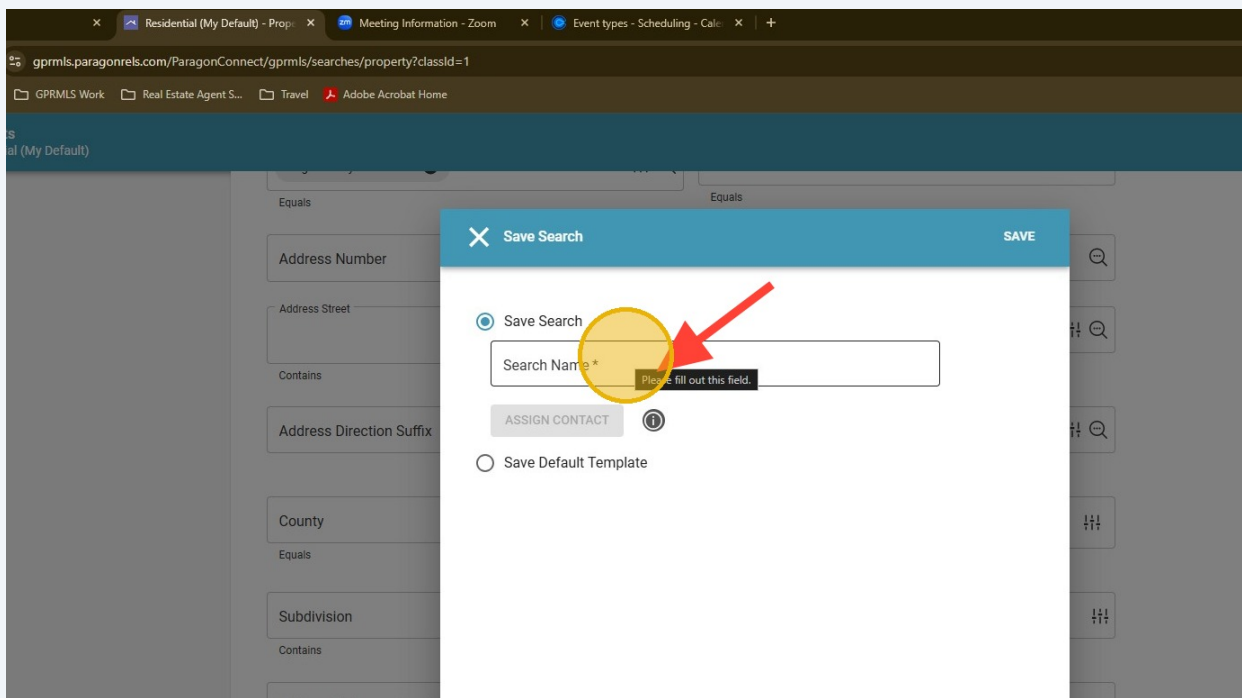 Residential (My Default) - Prope
Meeting Information - Zoom
Event types - Scheduling - Cale
gprmls.paragonrels.com/ParagonConnect/gprmls/searches/property?classId=1
GPRMLS Work
Real Estate Agent S...
Travel
Adobe Acrobat Home
al (My Default)
Equals
Equals
Save Search
SAVE
Address Number
Address Street
Save Search
Search Name *
Please fill out this field.
Contains
ASSIGN CONTACT
Address Direction Suffix
Save Default Template
County
Equals
Subdivision
Contains